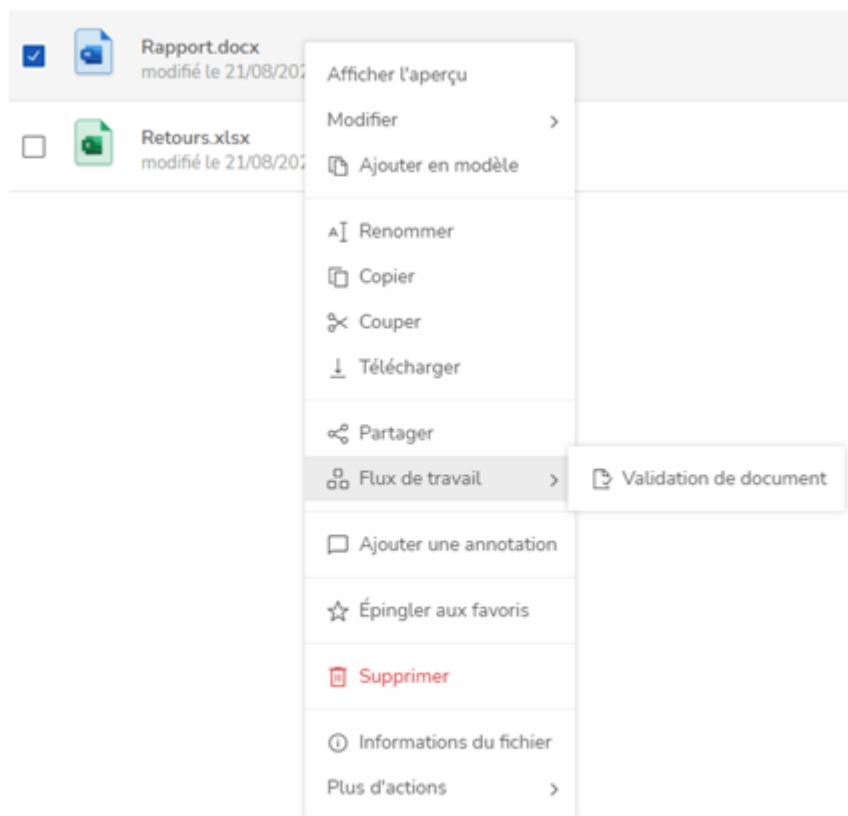 Rapport.docx
modifié le 21/08/202
Retours.xlsx
modifié le 21/08/202
Afficher l'aperçu
Modifier
Ajouter en modèle
Renommer
Copier
Couper
Télécharger
Partager
Flux de travail
Validation de document
Ajouter une annotation
Épingler aux favoris
Supprimer
Informations du fichier
Plus d'actions